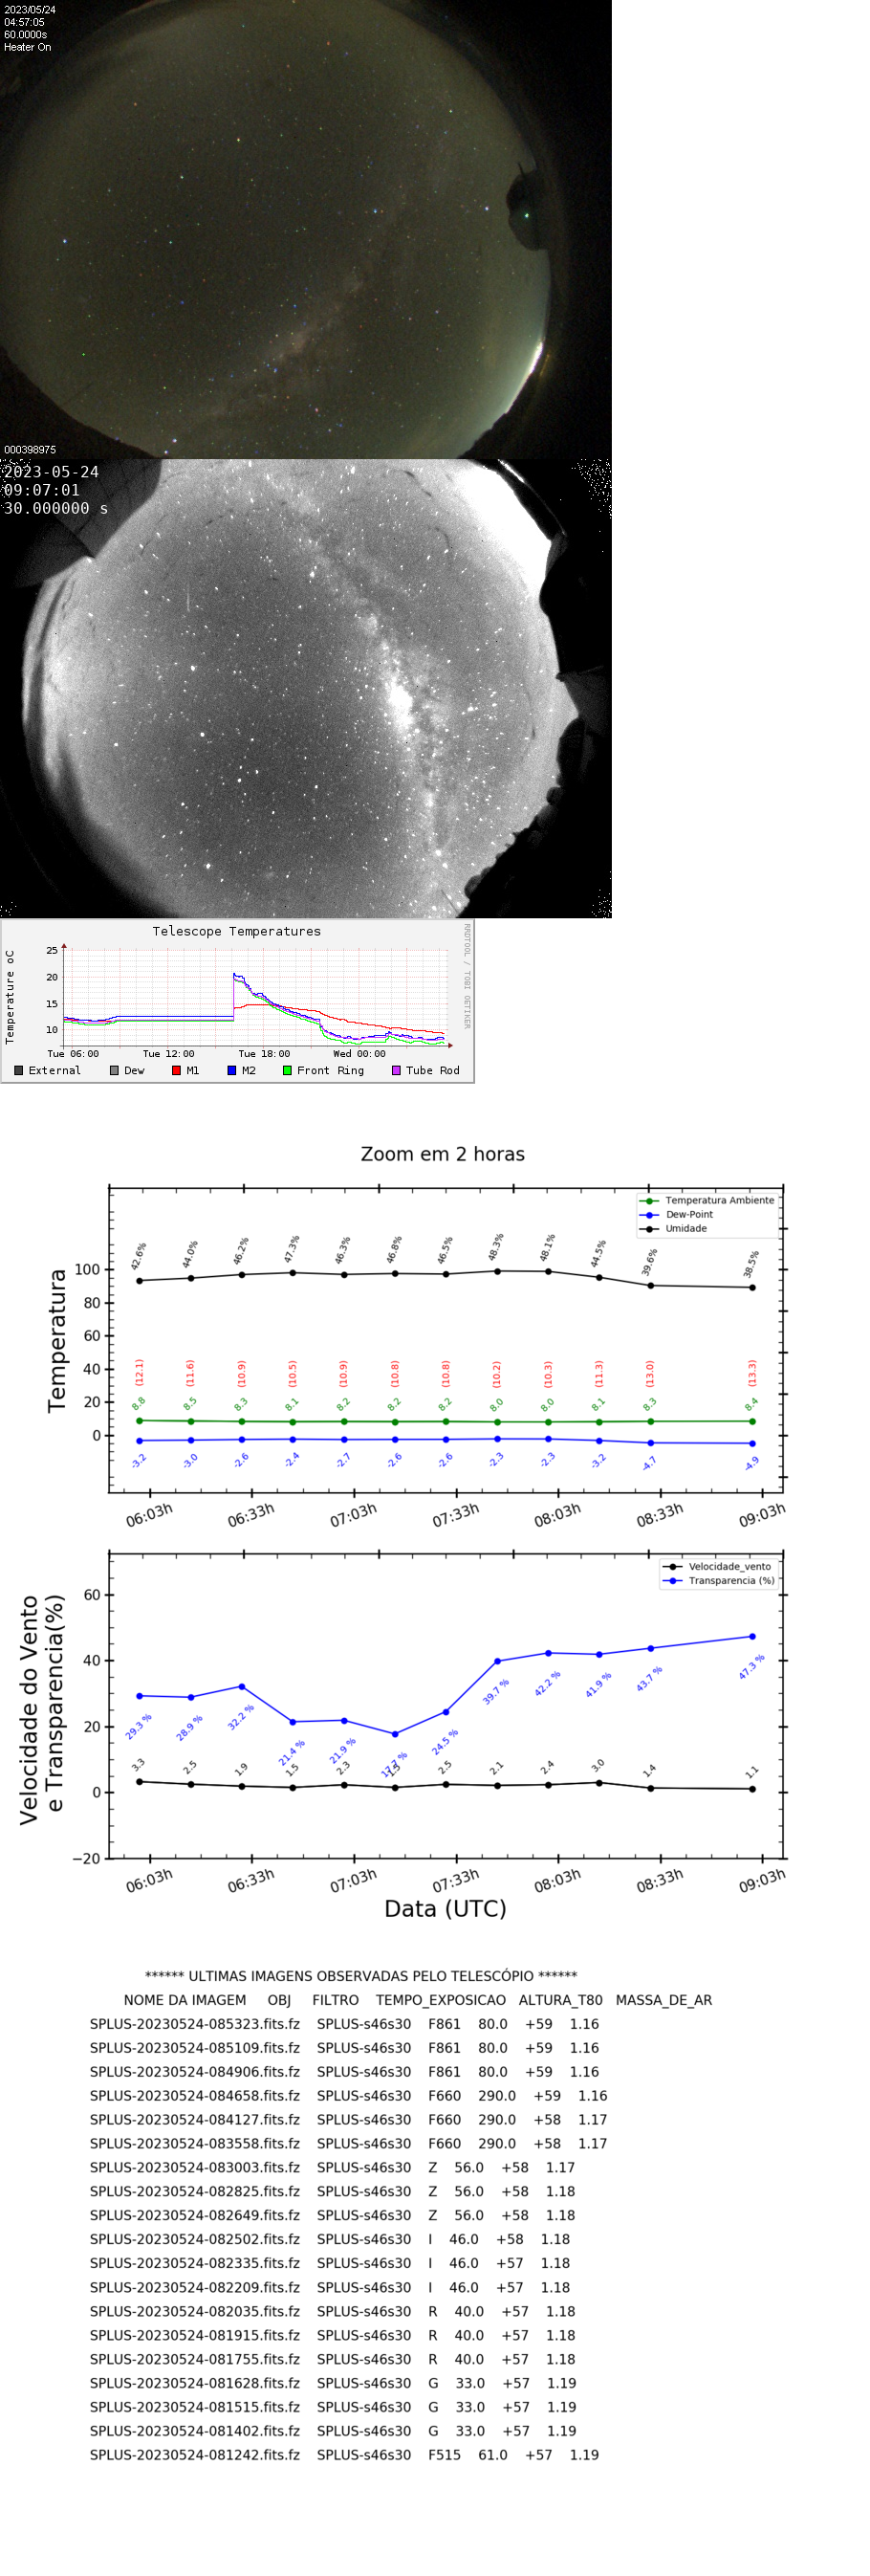 2023/05/24
04:57:05
60.0000s
Heater On
000398975
2023-05-24
09:07:01
30.000000 s
Telescope Temperatures
RRDTOOL / TOBI OETIKER
Temperature oC
25
20
15
10
Tue 06:00 Tue 12:00 Tue 18:00 Wed 00:00
External Dew M1 M2 Front Ring Tube Rod
Zoom em 2 horas
Temperatura Ambiente
Dew-Point
Umidade
Temperatura
100
80
60
40
20
0
42.6% 44.0% 46.2% 47.3% 46.3% 46.8% 46.5% 48.3% 48.1% 44.5% 39.6% 38.5%
(12.1) (11.6) (10.9) (10.5) (10.9) (10.8) (10.8) (10.2) (10.3) (11.3) (13.0) (13.3)
8.8 8.5 8.3 8.1 8.2 8.2 8.2 8.0 8.0 8.1 8.3 8.4
-3.2 -3.0 -2.6 -2.4 -2.7 -2.6 -2.6 -2.3 -2.3 -3.2 -4.7 -4.9
06:03h 06:33h 07:03h 07:33h 08:03h 08:33h 09:03h
Velocidade_vento
Transparencia (%)
Velocidade do Vento
e Transparencia(%)
60
40
20
0
−20
29.3 % 28.9 % 32.2 % 21.4 % 21.9 % 24.5 % 39.7 % 42.2 % 41.9 % 43.7 % 47.3 %
3.3 2.5 1.9 1.5 2.3 2.5 2.1 2.4 3.0 1.4 1.1
06:03h 06:33h 07:03h 07:33h 08:03h 08:33h 09:03h
Data (UTC)
****** ULTIMAS IMAGENS OBSERVADAS PELO TELESCÓPIO ******
NOME DA IMAGEM OBJ FILTRO TEMPO_EXPOSICAO ALTURA_T80 MASSA_DE_AR
SPLUS-20230524-085323.fits.fz SPLUS-s46s30 F861 80.0 +59 1.16
SPLUS-20230524-085109.fits.fz SPLUS-s46s30 F861 80.0 +59 1.16
SPLUS-20230524-084906.fits.fz SPLUS-s46s30 F861 80.0 +59 1.16
SPLUS-20230524-084658.fits.fz SPLUS-s46s30 F660 290.0 +59 1.16
SPLUS-20230524-084127.fits.fz SPLUS-s46s30 F660 290.0 +58 1.17
SPLUS-20230524-083558.fits.fz SPLUS-s46s30 F660 290.0 +58 1.17
SPLUS-20230524-083003.fits.fz SPLUS-s46s30 Z 56.0 +58 1.17
SPLUS-20230524-082825.fits.fz SPLUS-s46s30 Z 56.0 +58 1.18
SPLUS-20230524-082649.fits.fz SPLUS-s46s30 Z 56.0 +58 1.18
SPLUS-20230524-082502.fits.fz SPLUS-s46s30 I 46.0 +58 1.18
SPLUS-20230524-082335.fits.fz SPLUS-s46s30 I 46.0 +57 1.18
SPLUS-20230524-082209.fits.fz SPLUS-s46s30 I 46.0 +57 1.18
SPLUS-20230524-082035.fits.fz SPLUS-s46s30 R 40.0 +57 1.18
SPLUS-20230524-081915.fits.fz SPLUS-s46s30 R 40.0 +57 1.18
SPLUS-20230524-081755.fits.fz SPLUS-s46s30 R 40.0 +57 1.18
SPLUS-20230524-081628.fits.fz SPLUS-s46s30 G 33.0 +57 1.19
SPLUS-20230524-081515.fits.fz SPLUS-s46s30 G 33.0 +57 1.19
SPLUS-20230524-081402.fits.fz SPLUS-s46s30 G 33.0 +57 1.19
SPLUS-20230524-081242.fits.fz SPLUS-s46s30 F515 61.0 +57 1.19